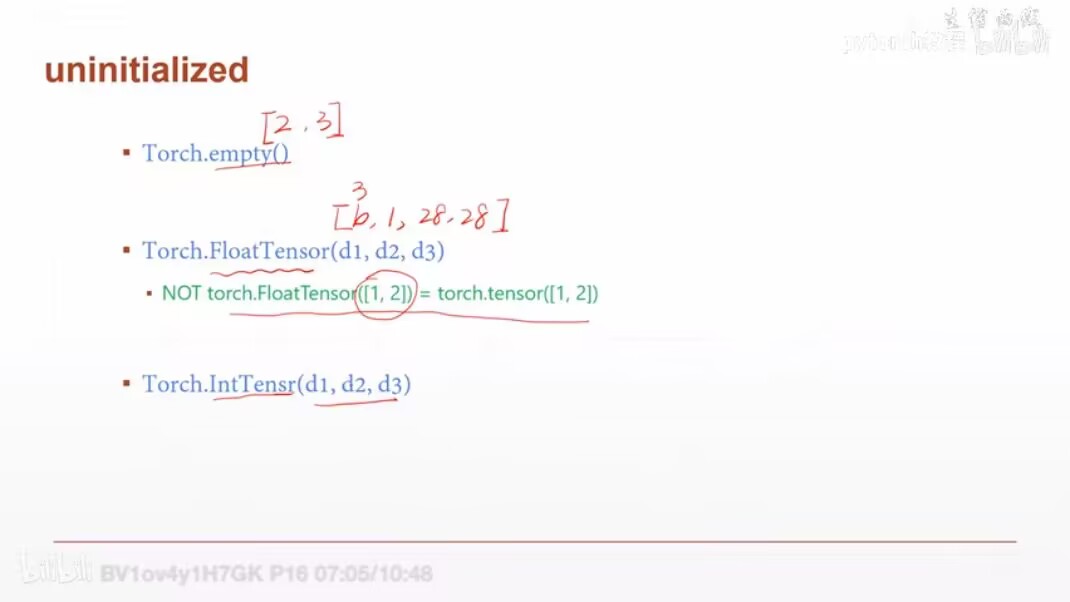 uninitialized
[2, 3]
Torch.empty()
3
[b, 1, 28, 28]
Torch.FloatTensor(d1, d2, d3)
NOT torch.FloatTensor([1, 2]) = torch.tensor([1, 2])
Torch.IntTensr(d1, d2, d3)
bilibili BV1ov4y1H7GK P16 07:05/10:48